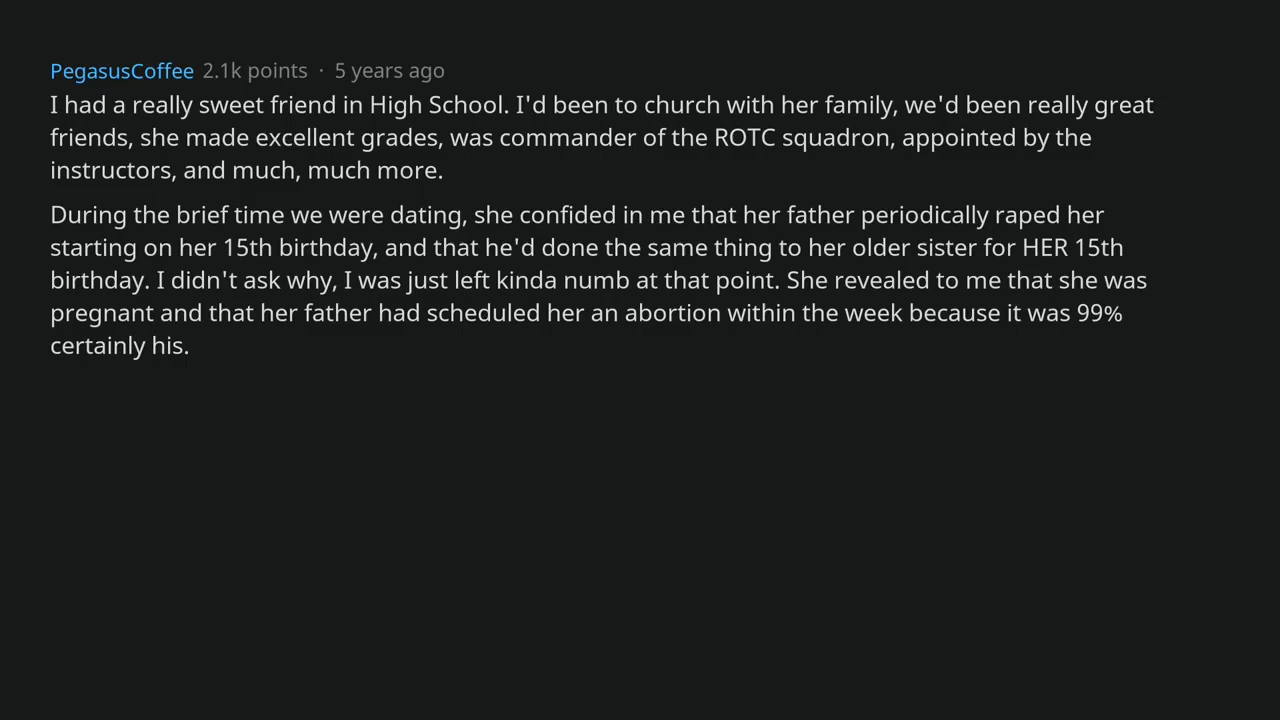 PegasusCoffee 2.1k points · 5 years ago
I had a really sweet friend in High School. I'd been to church with her family, we'd been really great
friends, she made excellent grades, was commander of the ROTC squadron, appointed by the
instructors, and much, much more.
During the brief time we were dating, she confided in me that her father periodically raped her
starting on her 15th birthday, and that he'd done the same thing to her older sister for HER 15th
birthday. I didn't ask why, I was just left kinda numb at that point. She revealed to me that she was
pregnant and that her father had scheduled her an abortion within the week because it was 99%
certainly his.